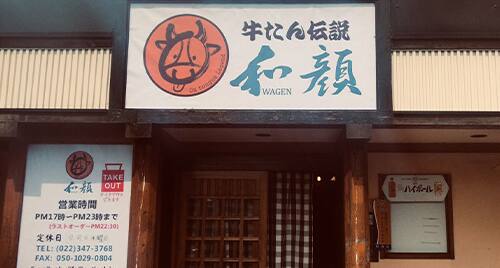 牛たん伝説
和顔
WAGEN
和顔
TAKE
OUT
営業時間
PM17時〜PM23時まで
(ラストオーダーPM22:30)
定休日
TEL: (022)347-3768
FAX: 050-1029-0804
ハイボール